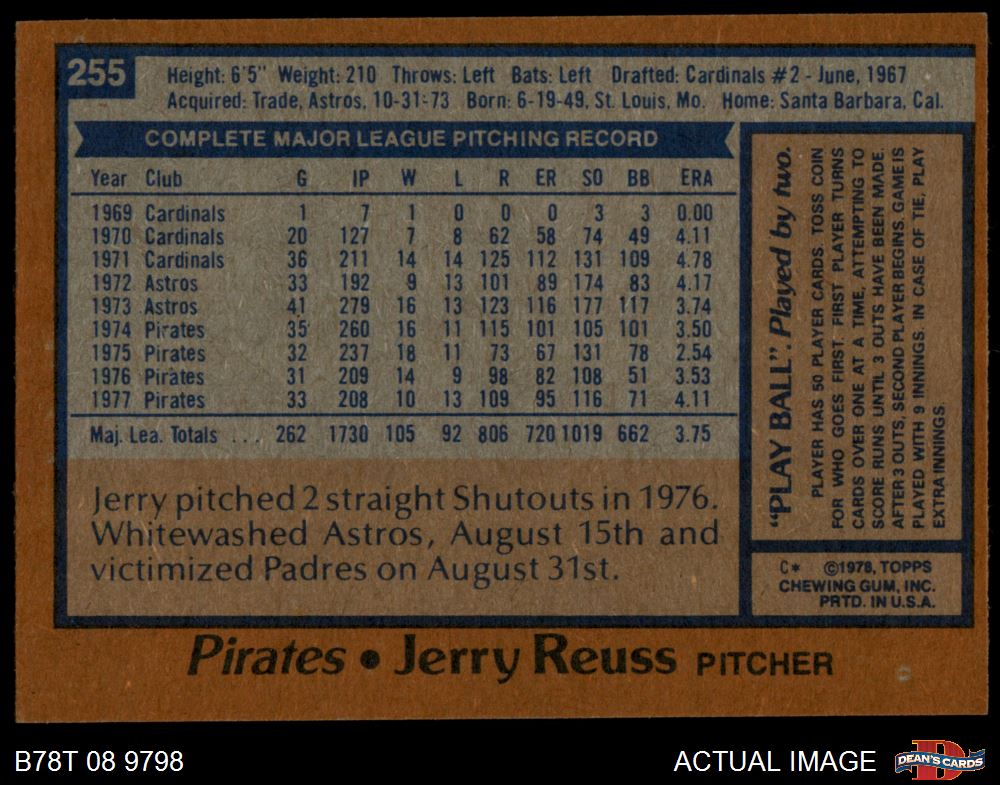 255
Height: 6'5" Weight: 210 Throws: Left Bats: Left Drafted: Cardinals #2 - June, 1967
Acquired: Trade, Astros, 10-31-73 Born: 6-19-49, St. Louis, Mo. Home: Santa Barbara, Cal.
COMPLETE MAJOR LEAGUE PITCHING RECORD
Year Club G IP W L R ER SO BB ERA
1969 Cardinals 1 7 1 0 0 0 3 3 0.00
1970 Cardinals 20 127 7 8 62 58 74 49 4.11
1971 Cardinals 36 211 14 14 125 112 131 109 4.78
1972 Astros 33 192 9 13 101 89 174 83 4.17
1973 Astros 41 279 16 13 123 116 177 117 3.74
1974 Pirates 35 260 16 11 115 101 105 101 3.50
1975 Pirates 32 237 18 11 73 67 131 78 2.54
1976 Pirates 31 209 14 9 98 82 108 51 3.53
1977 Pirates 33 208 10 13 109 95 116 71 4.11
Maj. Lea. Totals ... 262 1730 105 92 806 720 1019 662 3.75
Jerry pitched 2 straight Shutouts in 1976.
Whitewashed Astros, August 15th and
victimized Padres on August 31st.
"PLAY BALL". Played by two.
PLAYER HAS 50 PLAYER CARDS. TOSS COIN
FOR WHO GOES FIRST. FIRST PLAYER TURNS
CARDS OVER ONE AT A TIME, ATTEMPTING TO
SCORE RUNS UNTIL 3 OUTS HAVE BEEN MADE.
AFTER 3 OUTS, SECOND PLAYER BEGINS. GAME IS
PLAYED WITH 9 INNINGS. IN CASE OF TIE, PLAY
EXTRA INNINGS.
C* ©1978, TOPPS
CHEWING GUM, INC.
PRTD. IN U.S.A.
Pirates • Jerry Reuss PITCHER
B78T 08 9798
ACTUAL IMAGE
D
DEAN'S CARDS